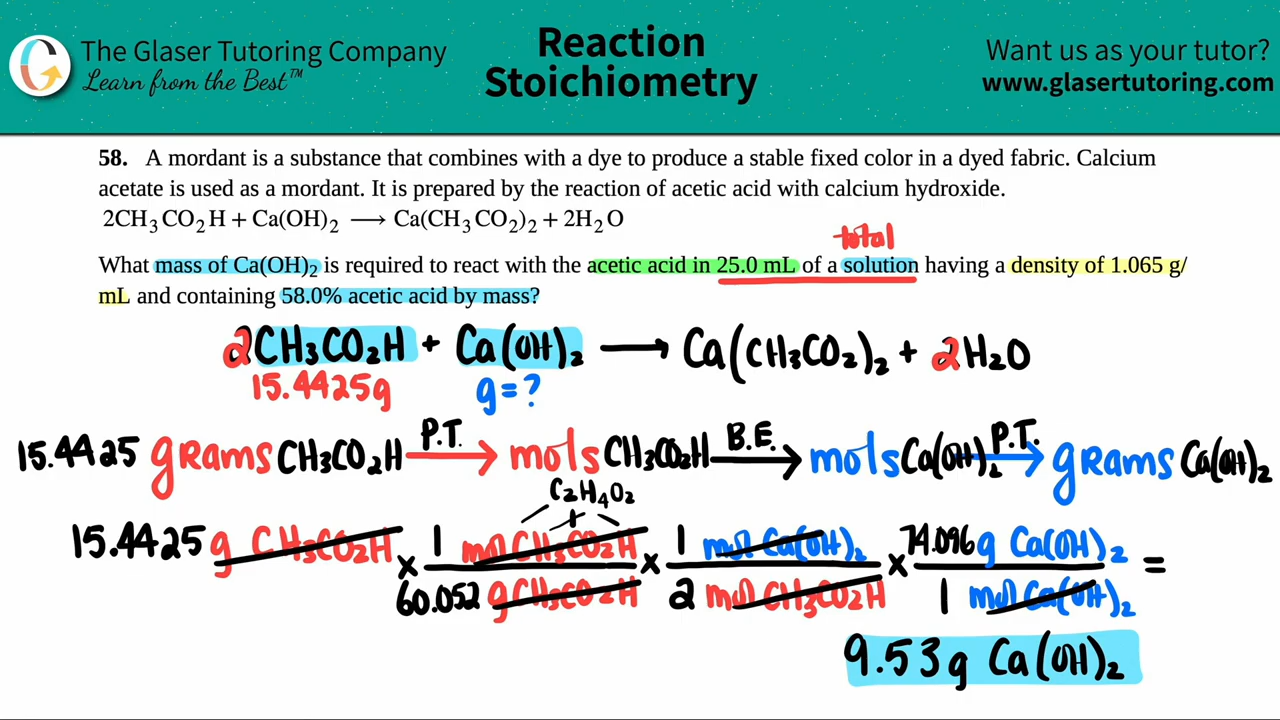 The Glaser Tutoring Company
Learn from the Best™
Reaction
Stoichiometry
Want us as your tutor?
www.glasertutoring.com
58. A mordant is a substance that combines with a dye to produce a stable fixed color in a dyed fabric. Calcium
acetate is used as a mordant. It is prepared by the reaction of acetic acid with calcium hydroxide.
2CH₃CO₂H + Ca(OH)₂ ⟶ Ca(CH₃CO₂)₂ + 2H₂O
total
What mass of Ca(OH)₂ is required to react with the acetic acid in 25.0 mL of a solution having a density of 1.065 g/
mL and containing 58.0% acetic acid by mass?
2CH₃CO₂H + Ca(OH)₂ ⟶ Ca(CH₃CO₂)₂ + 2H₂O
15.4425g g=?
15.4425 grams CH₃CO₂H P.T. → mols CH₃CO₂H B.E. → mols Ca(OH)₂ P.T. → grams Ca(OH)₂
C₂H₄O₂
15.4425 g CH₃CO₂H × 1 mol CH₃CO₂H × 1 mol Ca(OH)₂ × 74.096 g Ca(OH)₂ =
60.052 g CH₃CO₂H 2 mol CH₃CO₂H 1 mol Ca(OH)₂
9.53g Ca(OH)₂